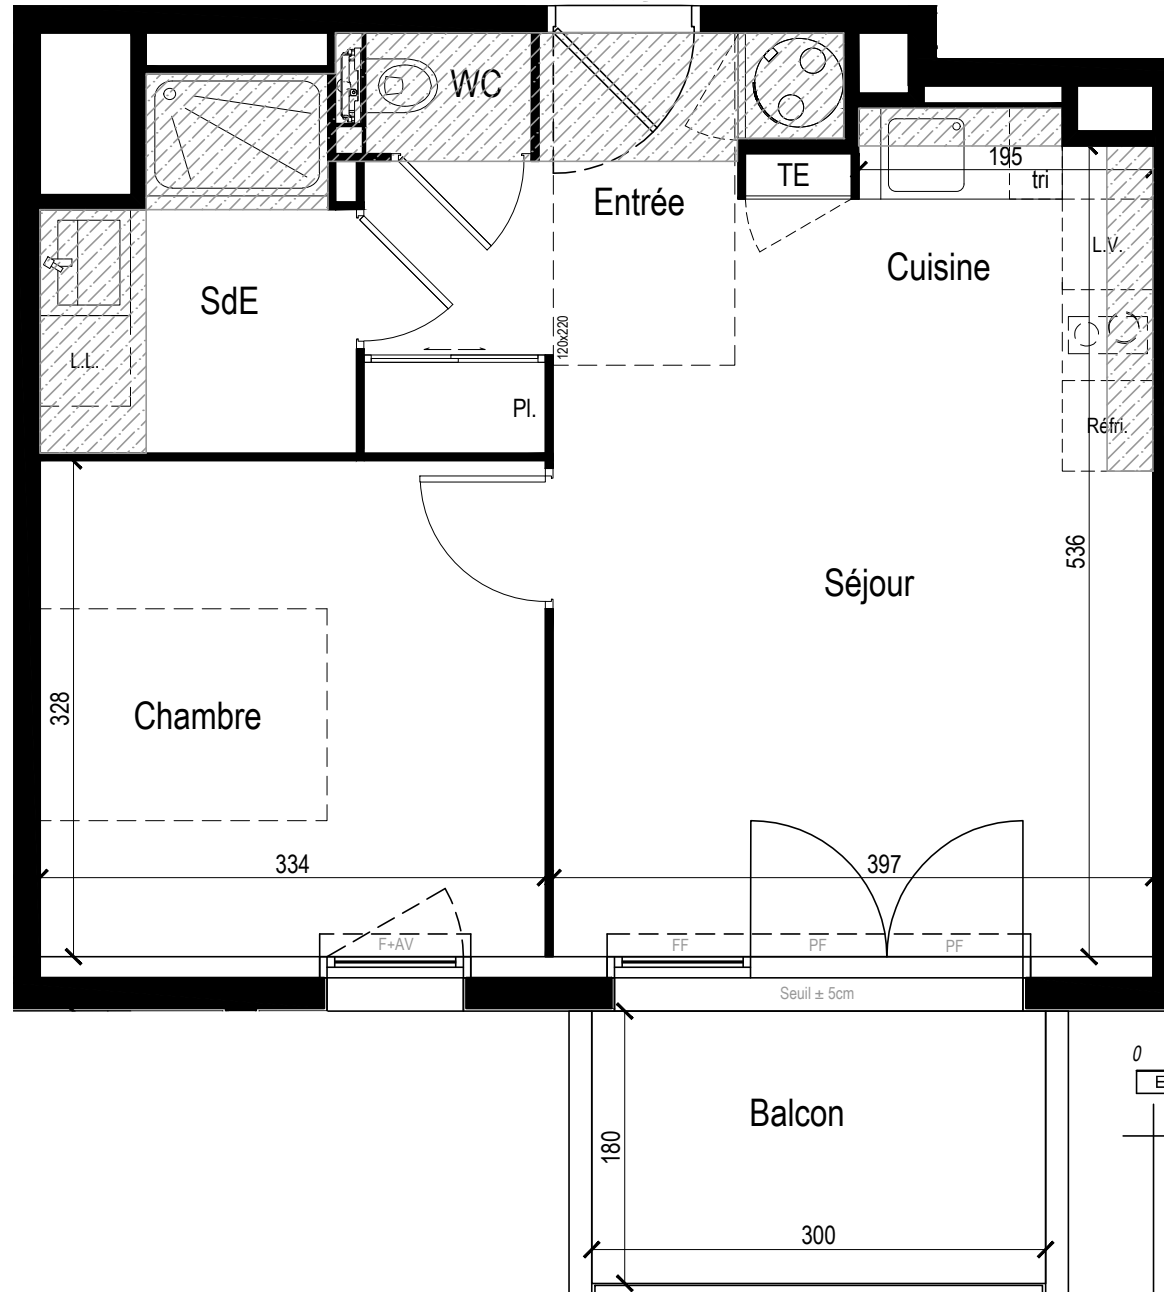 WC
195
TE
tri
Entrée
L.V.
Cuisine
SdE
120x220
L.L.
Pl.
Réfri.
536
Séjour
328
Chambre
334
397
F+AV
FF
PF
PF
Seuil ± 5cm
0
E
Balcon
180
300